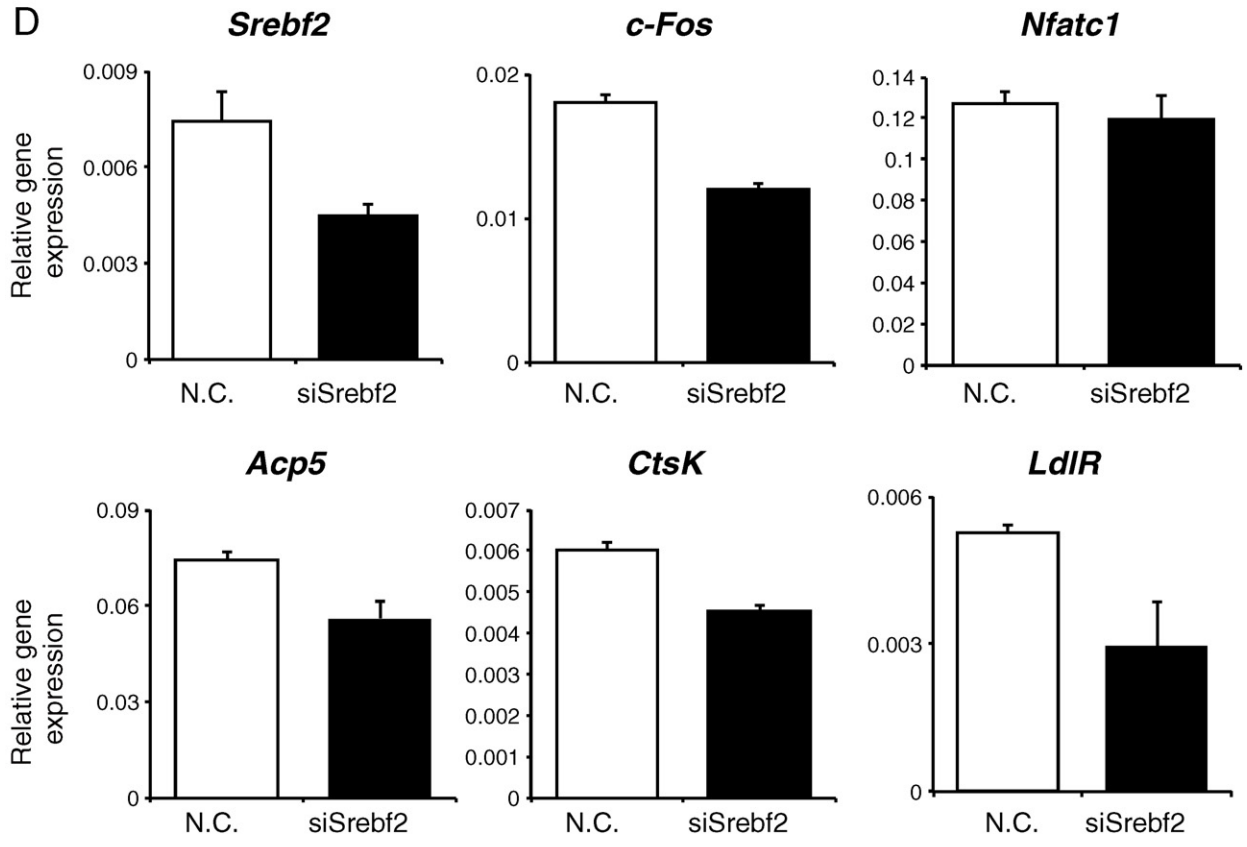 D
Srebf2
c-Fos
Nfatc1
Relative gene
expression
0.009
0.006
0.003
0
N.C.
siSrebf2
0.02
0.01
0
N.C.
siSrebf2
0.14
0.12
0.1
0.08
0.06
0.04
0.02
0
N.C.
siSrebf2
Acp5
CtsK
LdlR
Relative gene
expression
0.09
0.06
0.03
0
N.C.
siSrebf2
0.007
0.006
0.005
0.004
0.003
0.002
0.001
0
N.C.
siSrebf2
0.006
0.003
0
N.C.
siSrebf2